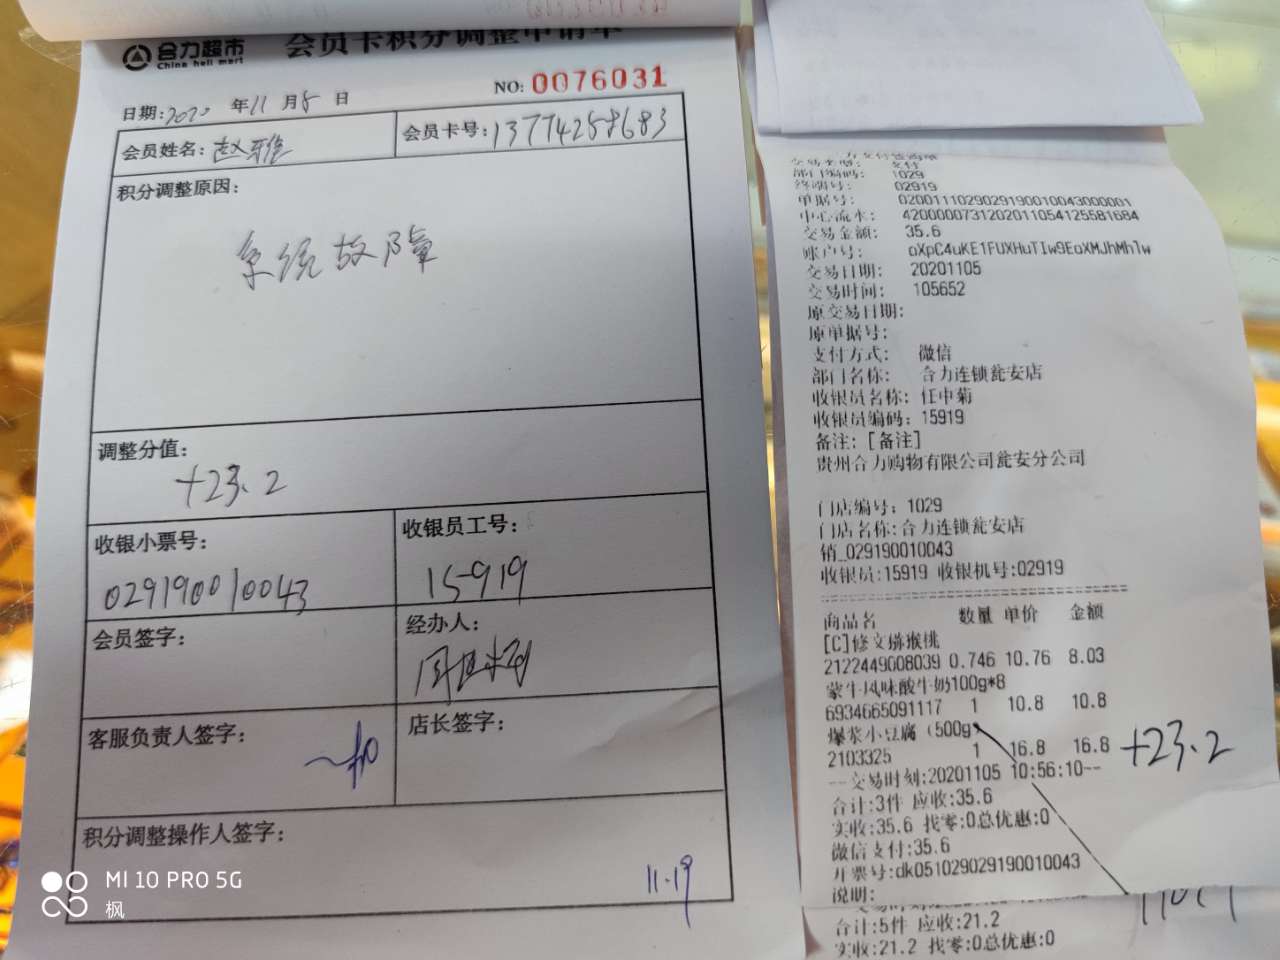 合力超市
China heli mart
会员卡积分调整申请单
NO: 0076031
日期:2020 年11 月5 日
会员姓名: 赵雅
会员卡号: 13774258683
积分调整原因:
系统故障
调整分值:
+23.2
收银小票号:
029190010043
收银员工号:
15919
会员签字:
经办人:
客服负责人签字:
店长签字:
积分调整操作人签字:
11.19
MI 10 PRO 5G
枫
交易类型: 支付
部门编码: 1029
终端号: 02919
单据号: 0200111029029190010043000001
中心流水: 4200000731202011054125581684
交易金额: 35.6
账户号: oXpC4uKE1FUXHuTIw9EoXMJhMhTw
交易日期: 20201105
交易时间: 105652
原交易日期:
原单据号:
支付方式: 微信
部门名称: 合力连锁瓮安店
收银员名称: 任中菊
收银员编码: 15919
备注: [备注]
贵州合力购物有限公司瓮安分公司
门店编号: 1029
门店名称:合力连锁瓮安店
销_029190010043
收银员:15919 收银机号:02919
商品名 数量 单价 金额
[C]修文猕猴桃
2122449008039 0.746 10.76 8.03
蒙牛风味酸牛奶100g*8
6934665091117 1 10.8 10.8
爆浆小豆腐（500g
2103325 1 16.8 16.8
+23.2
--交易时刻:20201105 10:56:10--
合计:3件 应收:35.6
实收:35.6 找零:0总优惠:0
微信支付:35.6
开票号:dk051029029190010043
说明:
合计:5件 应收:21.2
实收:21.2 找零:0总优惠:0